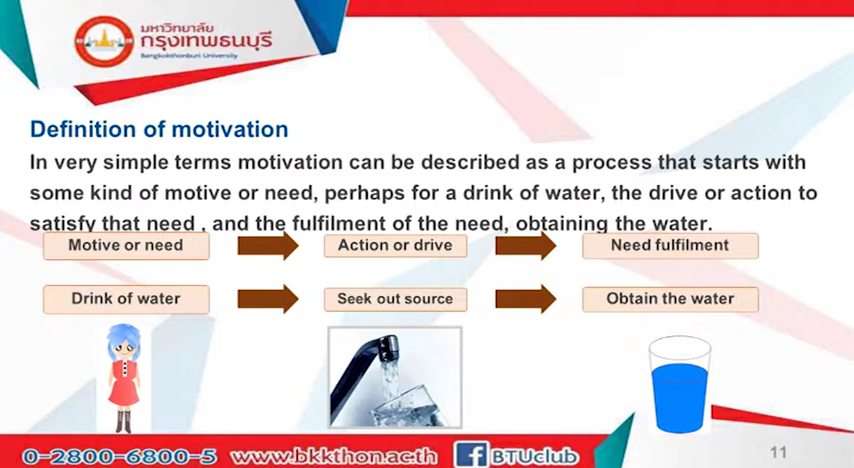 มหาวิทยาลัย
กรุงเทพธนบุรี
Bangkokthonburi University
Definition of motivation
In very simple terms motivation can be described as a process that starts with
some kind of motive or need, perhaps for a drink of water, the drive or action to
satisfy that need , and the fulfilment of the need, obtaining the water.
Motive or need
Action or drive
Need fulfilment
Drink of water
Seek out source
Obtain the water
0-2800-6800-5 www.bkkthon.ac.th f BTUclub
11